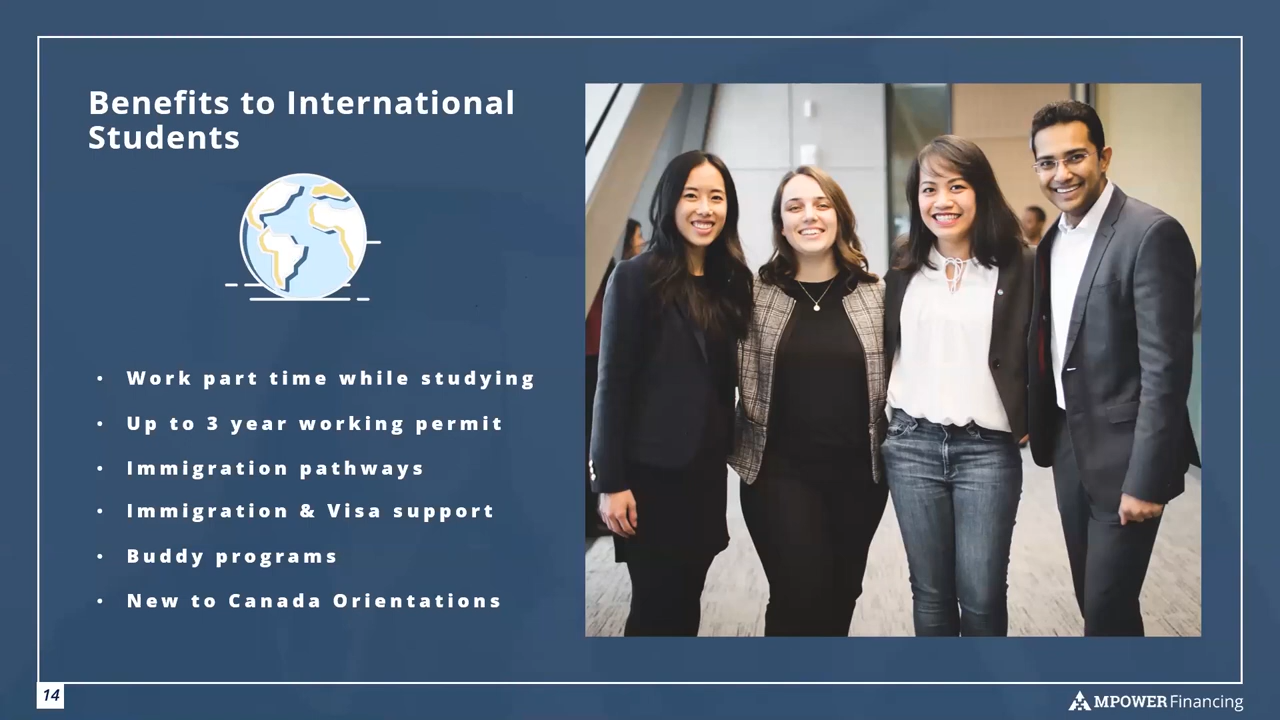 Benefits to International
Students
• Work part time while studying
• Up to 3 year working permit
• Immigration pathways
• Immigration & Visa support
• Buddy programs
• New to Canada Orientations
14
MPOWER Financing